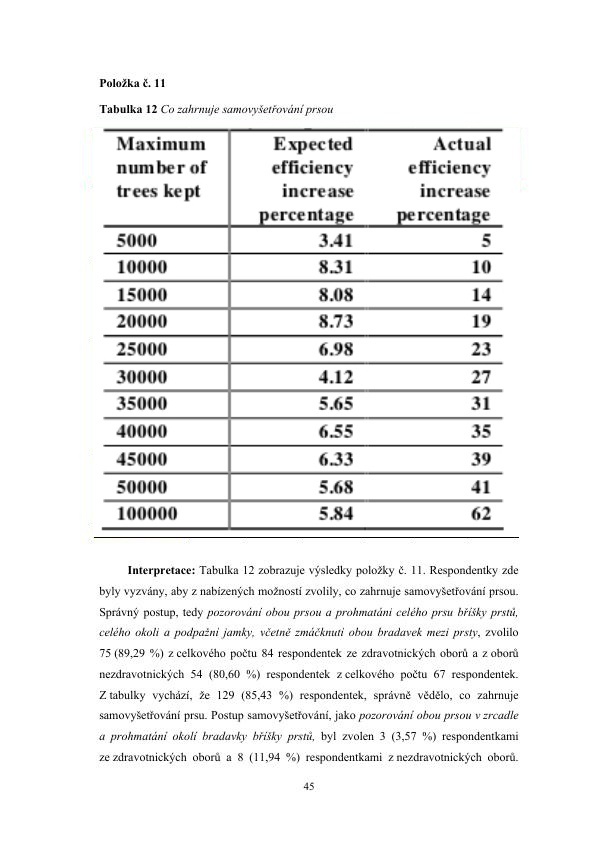 Položka č. 11
Tabulka 12 Co zahrnuje samovyšetřování prsou
Maximum number of trees kept Expected efficiency increase percentage Actual efficiency increase percentage
5000 3.41 5
10000 8.31 10
15000 8.08 14
20000 8.73 19
25000 6.98 23
30000 4.12 27
35000 5.65 31
40000 6.55 35
45000 6.33 39
50000 5.68 41
100000 5.84 62
Interpretace: Tabulka 12 zobrazuje výsledky položky č. 11. Respondentky zde
byly vyzvány, aby z nabízených možností zvolily, co zahrnuje samovyšetřování prsou.
Správný postup, tedy pozorování obou prsou a prohmatáni celého prsu bříšky prstů,
celého okoli a podpažni jamky, včetně zmáčknuti obou bradavek mezi prsty, zvolilo
75 (89,29 %) z celkového počtu 84 respondentek ze zdravotnických oborů a z oborů
nezdravotnických 54 (80,60 %) respondentek z celkového počtu 67 respondentek.
Z tabulky vychází, že 129 (85,43 %) respondentek, správně vědělo, co zahrnuje
samovyšetřování prsu. Postup samovyšetřování, jako pozorování obou prsou v zrcadle
a prohmatání okolí bradavky bříšky prstů, byl zvolen 3 (3,57 %) respondentkami
ze zdravotnických oborů a 8 (11,94 %) respondentkami z nezdravotnických oborů.
45